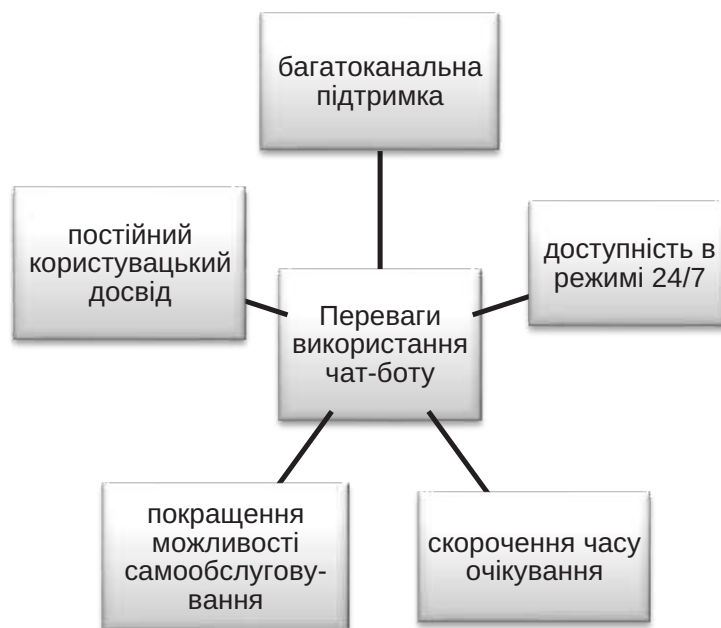 багатоканальна
підтримка
постійний
користувацький
досвід
доступність в
режимі 24/7
Переваги
використання
чат-боту
покращення
можливості
самообслугову-
вання
скорочення часу
очікування